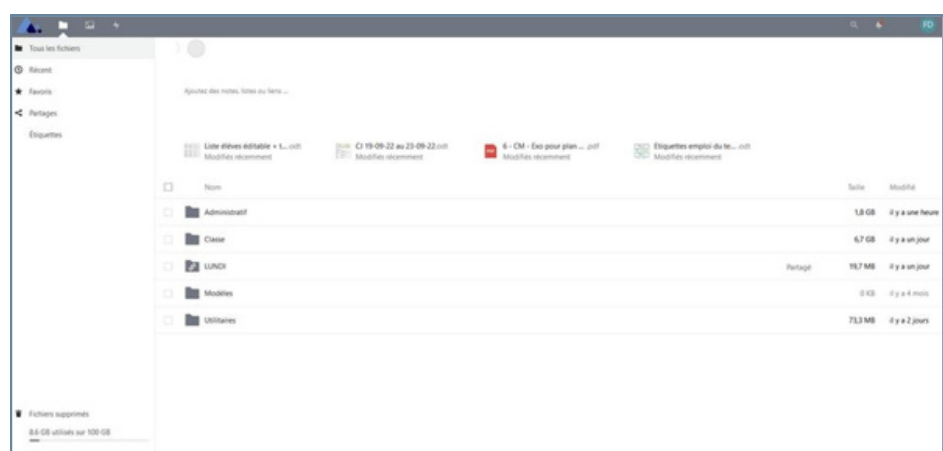 FD
Tous les fichiers
Récent
Favoris
Partages
Étiquettes
Ajoutez des notes, listes ou liens ...
Liste élèves éditable + t... .odt
Modifiés récemment
CJ 19-09-22 au 23-09-22.odt
Modifiés récemment
6 - CM - Exo pour plan ... .pdf
Modifiés récemment
Etiquettes emploi du te... .odt
Modifiés récemment
Nom Taille Modifié
Administratif 1,8 GB il y a une heure
Classe 6,7 GB il y a un jour
LUNDI Partagé 19,7 MB il y a un jour
Modèles 0 KB il y a 4 mois
Utilitaires 73,3 MB il y a 2 jours
Fichiers supprimés
8.6 GB utilisés sur 100 GB